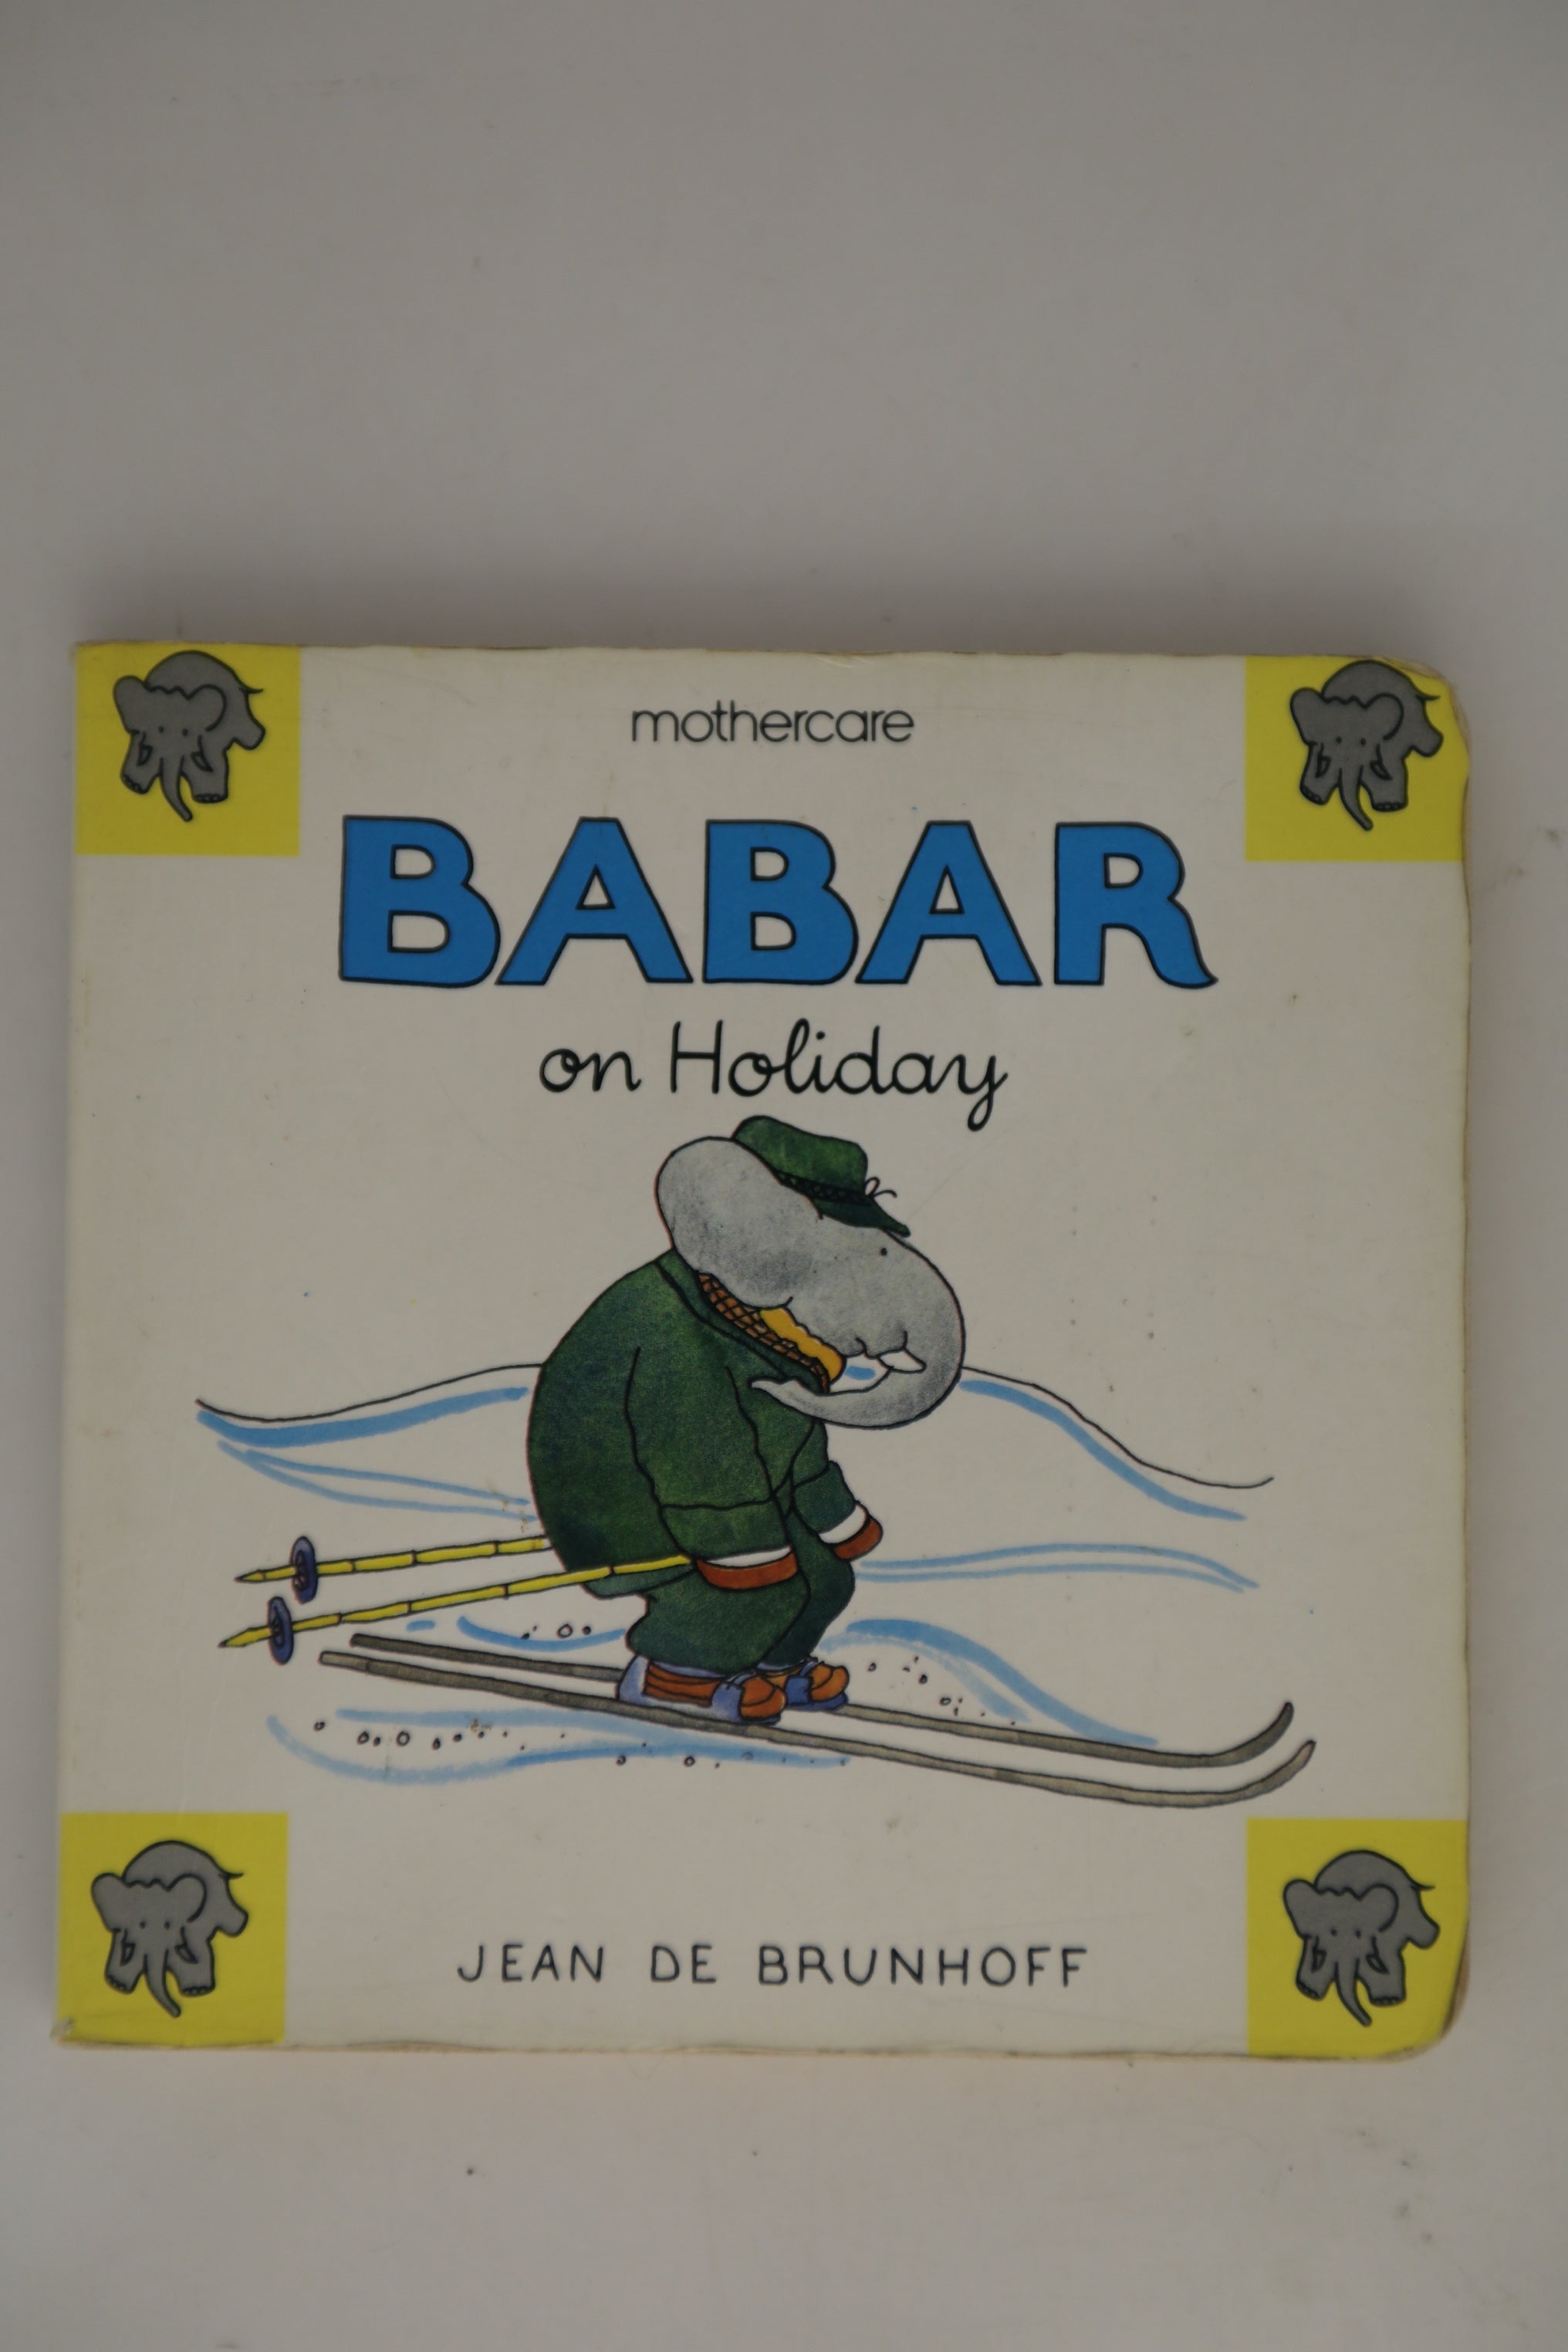 mothercare
BABAR
on Holiday
JEAN DE BRUNHOFF